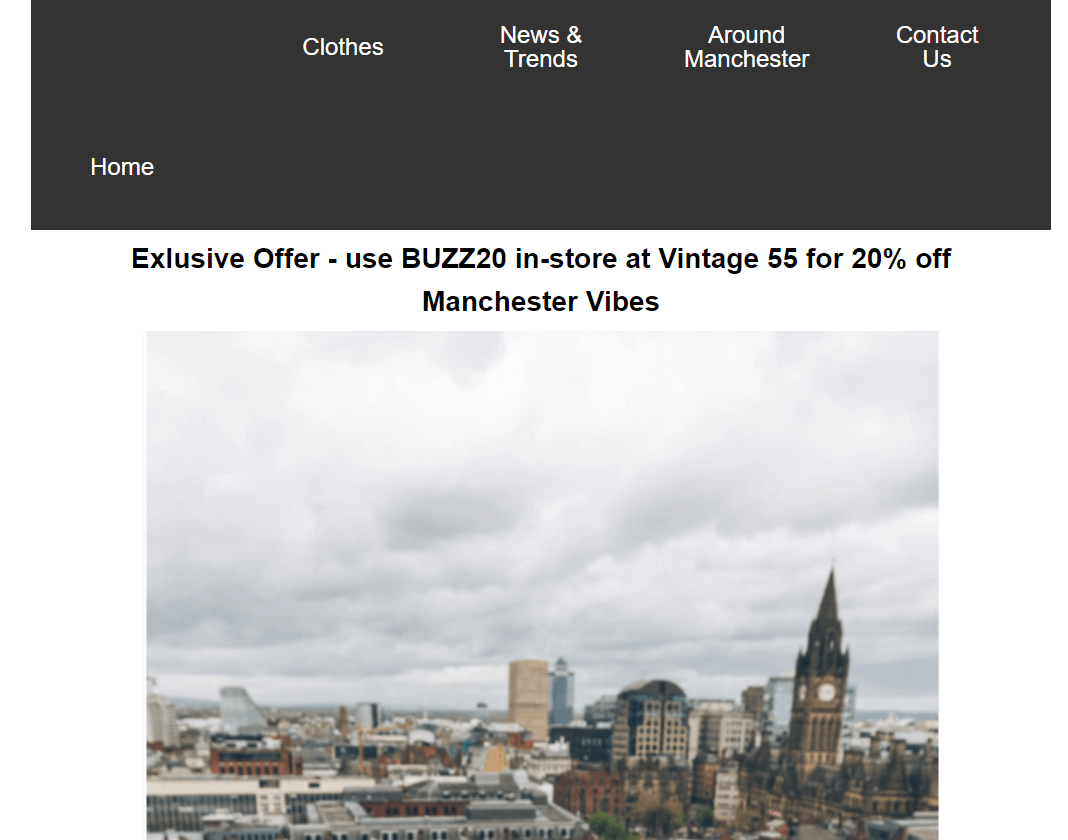 Clothes
News &
Trends
Around
Manchester
Contact
Us
Home
Exlusive Offer - use BUZZ20 in-store at Vintage 55 for 20% off
Manchester Vibes